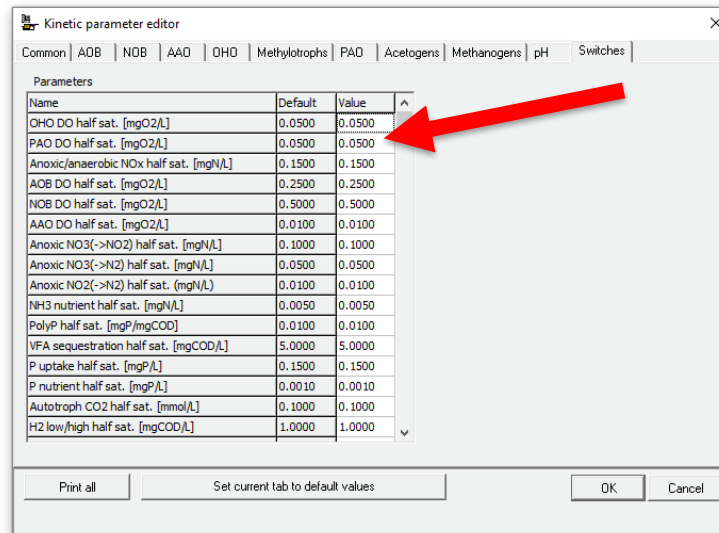 Kinetic parameter editor
Common AOB NOB AAO OHO Methylotrophs PAO Acetogens Methanogens pH Switches
Parameters
Name Default Value
OHO DO half sat. [mgO2/L] 0.0500 0.0500
PAO DO half sat. [mgO2/L] 0.0500 0.0500
Anoxic/anaerobic NOx half sat. [mgN/L] 0.1500 0.1500
AOB DO half sat. [mgO2/L] 0.2500 0.2500
NOB DO half sat. [mgO2/L] 0.5000 0.5000
AAO DO half sat. [mgO2/L] 0.0100 0.0100
Anoxic NO3(->NO2) half sat. [mgN/L] 0.1000 0.1000
Anoxic NO3(->N2) half sat. [mgN/L] 0.0500 0.0500
Anoxic NO2(->N2) half sat. (mgN/L) 0.0100 0.0100
NH3 nutrient half sat. [mgN/L] 0.0050 0.0050
PolyP half sat. [mgP/mgCOD] 0.0100 0.0100
VFA sequestration half sat. [mgCOD/L] 5.0000 5.0000
P uptake half sat. [mgP/L] 0.1500 0.1500
P nutrient half sat. [mgP/L] 0.0010 0.0010
Autotroph CO2 half sat. [mmol/L] 0.1000 0.1000
H2 low/high half sat. [mgCOD/L] 1.0000 1.0000
Print all Set current tab to default values OK Cancel